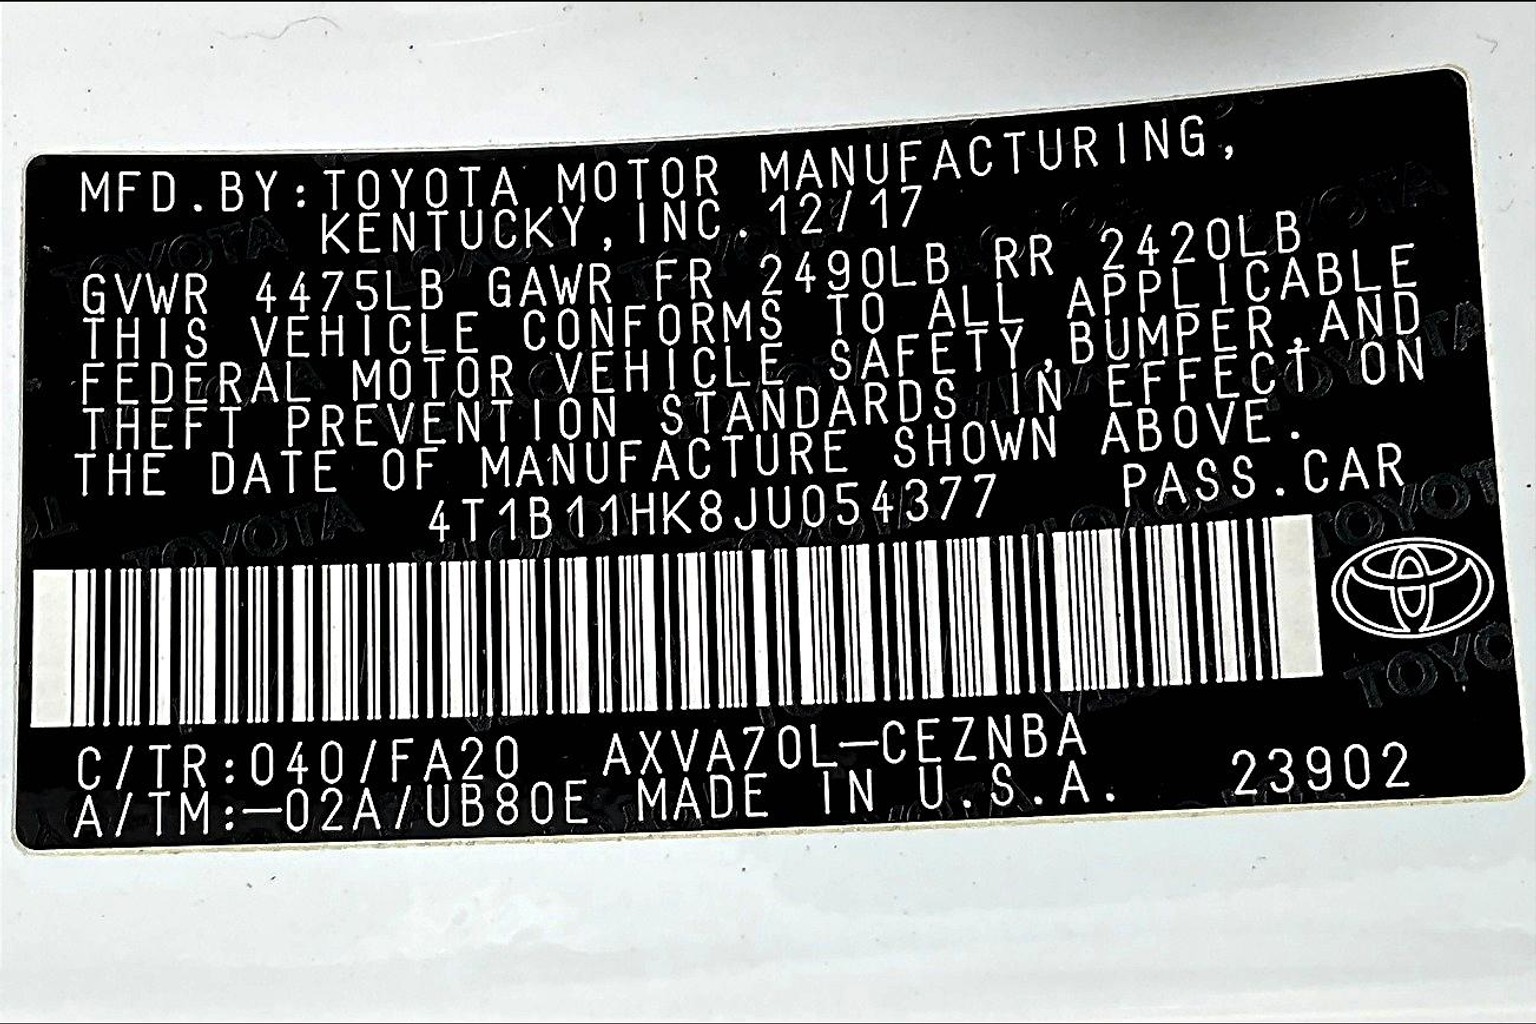 MFD.BY:TOYOTA MOTOR MANUFACTURING,
KENTUCKY,INC.12/17
GVWR 4475LB GAWR FR 2490LB RR 2420LB
THIS VEHICLE CONFORMS TO ALL APPLICABLE
FEDERAL MOTOR VEHICLE SAFETY,BUMPER,AND
THEFT PREVENTION STANDARDS IN EFFECT ON
THE DATE OF MANUFACTURE SHOWN ABOVE.
4T1B11HK8JU054377 PASS.CAR
C/TR:040/FA20 AXVA70L-CEZNBA
A/TM:-02A/UB80E MADE IN U.S.A. 23902